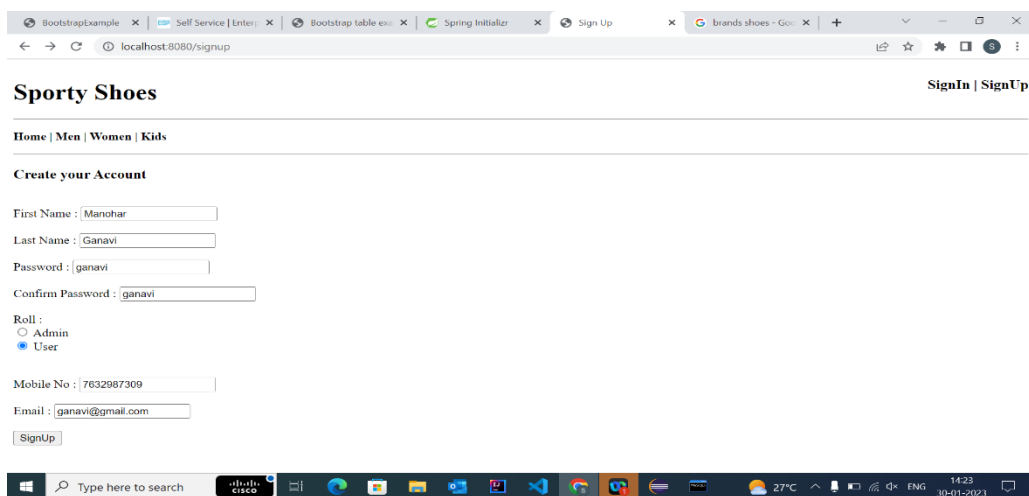 BootstrapExample Self Service | Enterp Bootstrap table exa Spring Initializr Sign Up brands shoes - Goo
localhost:8080/signup S
Sporty Shoes
SignIn | SignUp
Home | Men | Women | Kids
Create your Account
First Name : Manohar
Last Name : Ganavi
Password : ganavi
Confirm Password : ganavi
Roll :
Admin
User
Mobile No : 7632987309
Email : ganavi@gmail.com
SignUp
Type here to search CISCO 27°C ENG 14:23
30-01-2023